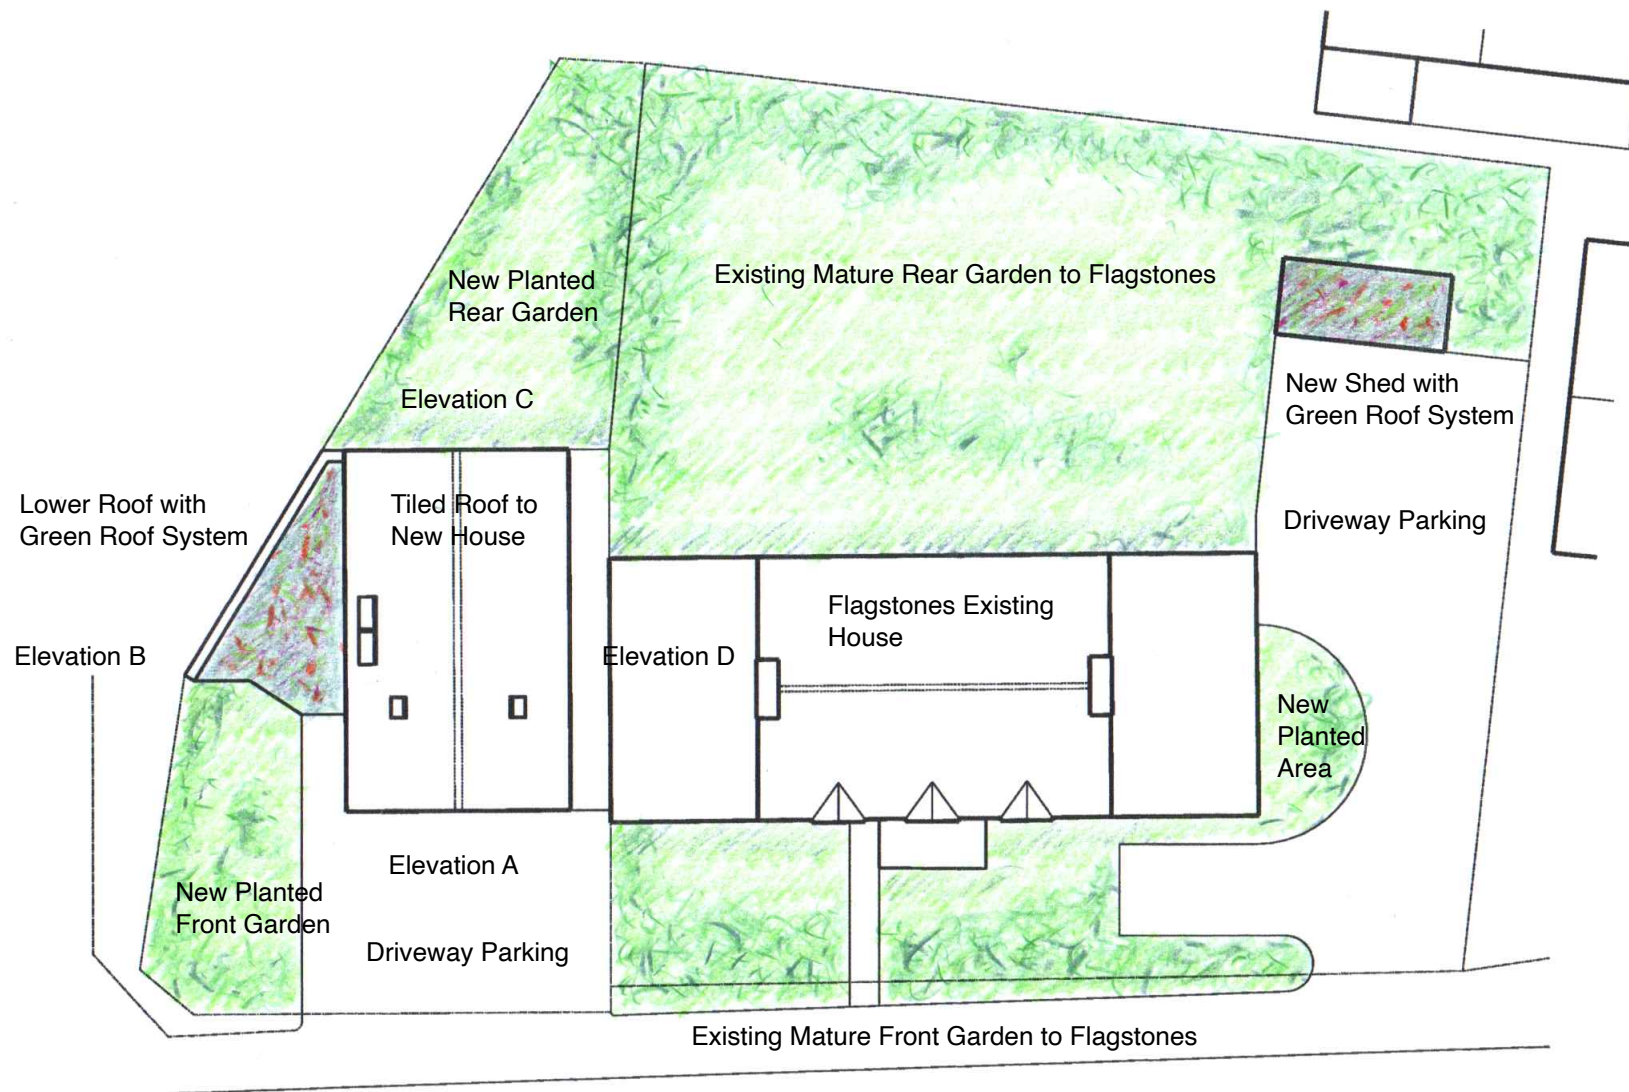 New Planted
Rear Garden
Existing Mature Rear Garden to Flagstones
Elevation C
New Shed with
Green Roof System
Lower Roof with
Green Roof System
Tiled Roof to
New House
Driveway Parking
Flagstones Existing
House
Elevation B
Elevation D
New
Planted
Area
Elevation A
New Planted
Front Garden
Driveway Parking
Existing Mature Front Garden to Flagstones